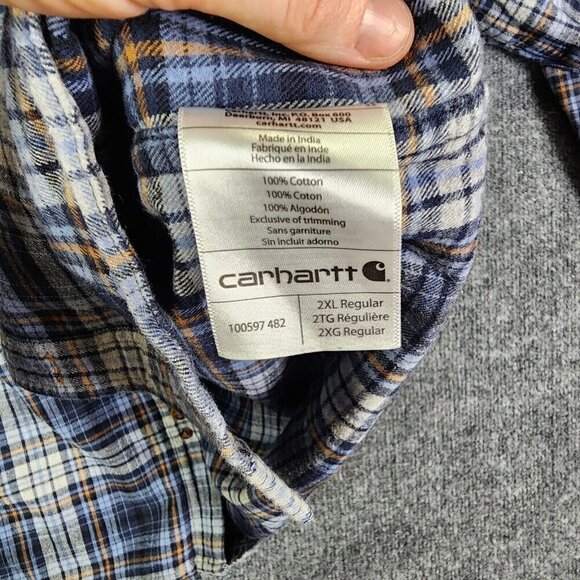 Dearborn, P.O. Box 600
MI 48121 USA
carhartt.com
Made in India
Fabriqué en Inde
Hecho en la India
100% Cotton
100% Coton
100% Algodón
Exclusive of trimming
Sans garniture
Sin incluir adorno
carhartt
100597 482
2XL Regular
2TG Régulière
2XG Regular